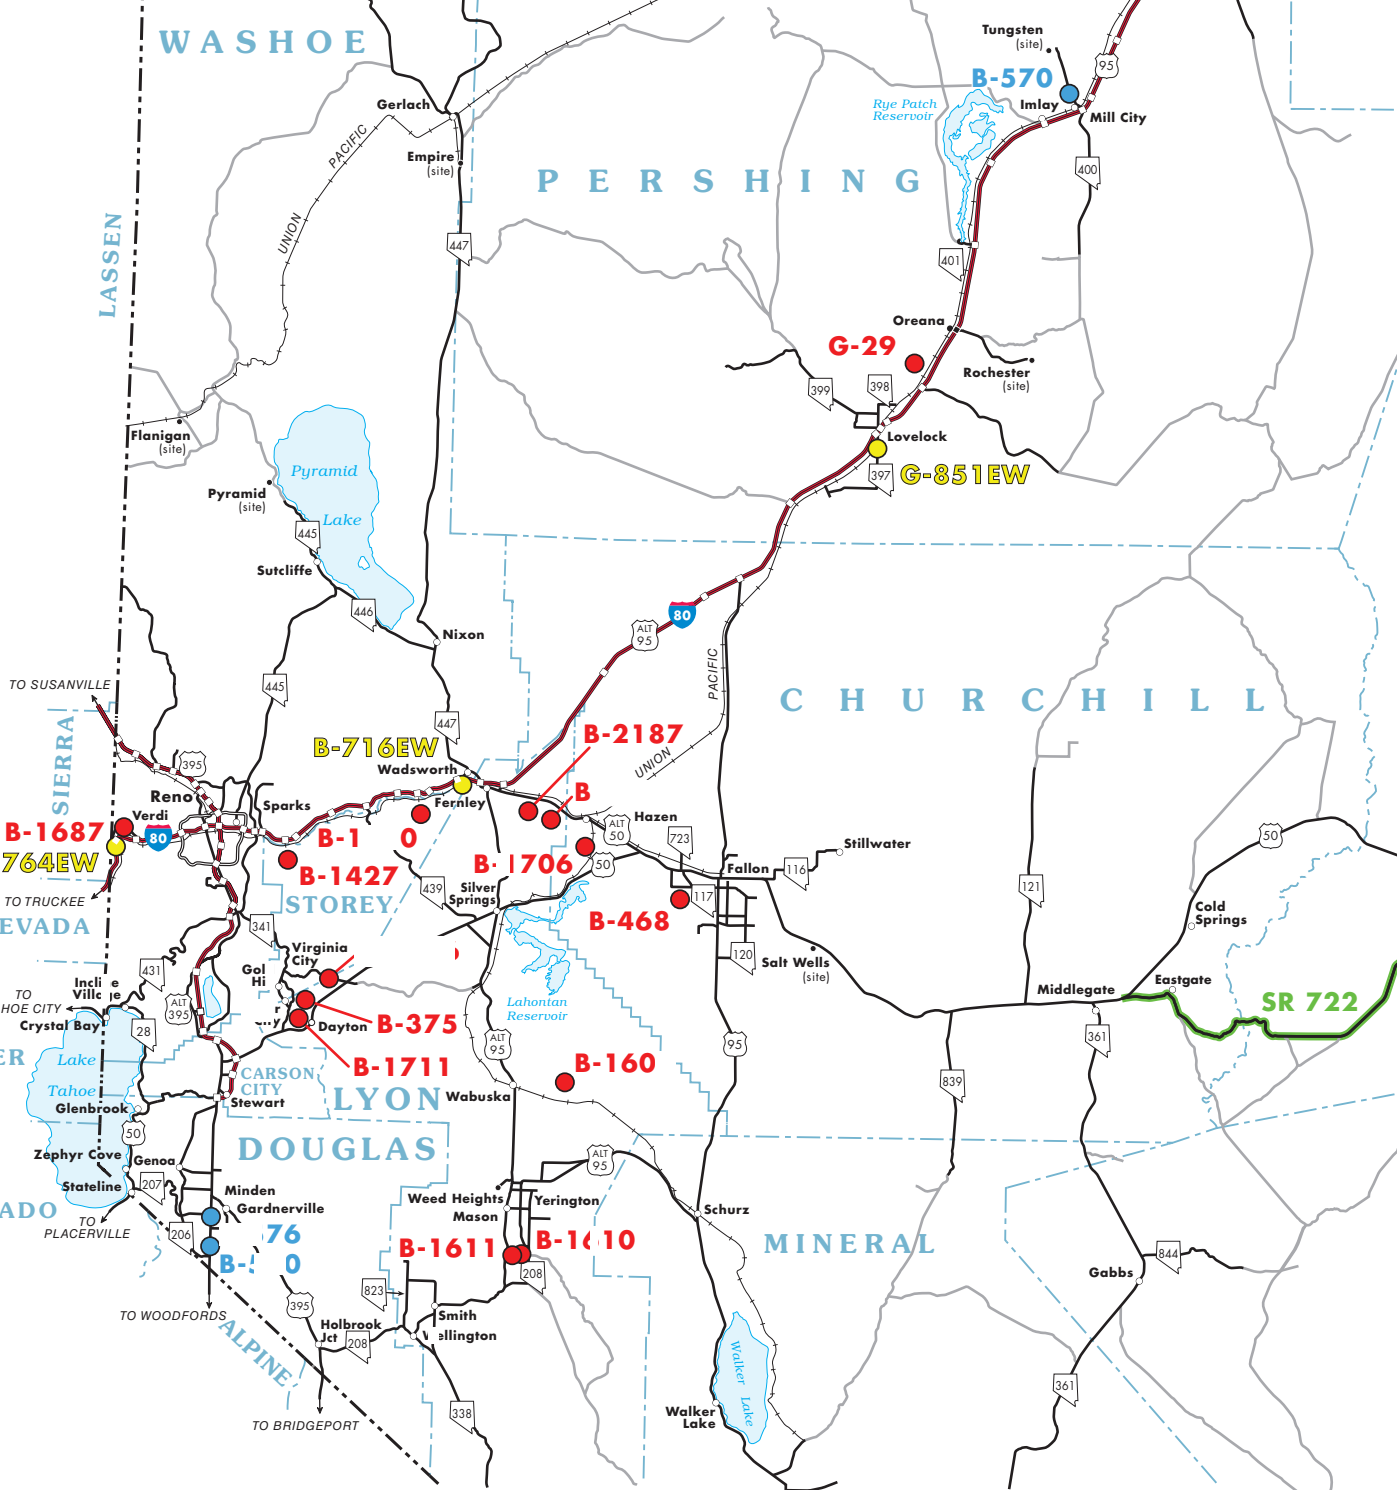 WASHOE
Tungsten
(site)
95
B-570
Imlay
Mill City
Rye Patch
Reservoir
Gerlach
PACIFIC
Empire
(site)
400
PERSHING
LASSEN
UNION
447
401
Oreana
G-29
Rochester
(site)
399
398
Flanigan
(site)
Lovelock
397
G-851EW
Pyramid
Lake
Pyramid
(site)
445
Sutcliffe
446
80
ALT
95
Nixon
PACIFIC
TO SUSANVILLE
445
CHURCHILL
SIERRA
447
B-716EW
B-2187
UNION
395
Wadsworth
Reno
Sparks
Fernley
B
Verdi
B-1687
80
B-1
0
Hazen
ALT
50
723
50
Stillwater
764EW
B-1427
B-1706
50
Fallon
116
TO TRUCKEE
439
Silver
Springs
117
121
STOREY
B-468
Cold
Springs
EVADA
341
Virginia
City
120
Salt Wells
(site)
431
Gol
Hi
Eastgate
Middlegate
SR 722
TO
HOE CITY
ALT
395
Lahontan
Reservoir
Crystal Bay
28
Dayton
B-375
361
ER
Lake
Tahoe
B-1711
ALT
95
95
B-160
CARSON
CITY
839
Glenbrook
Stewart
LYON
Wabuska
50
DOUGLAS
Zephyr Cove
Genoa
ALT
95
Stateline
207
Minden
Gardnerville
Weed Heights
Mason
Yerington
ADO
TO
PLACERVILLE
206
76
Schurz
B-
0
B-1611
B-1610
MINERAL
844
208
Gabbs
823
TO WOODFORDS
395
Smith
Holbrook
Jct
208
ellington
ALPINE
Walker Lake
361
TO BRIDGEPORT
338
Walker
Lake